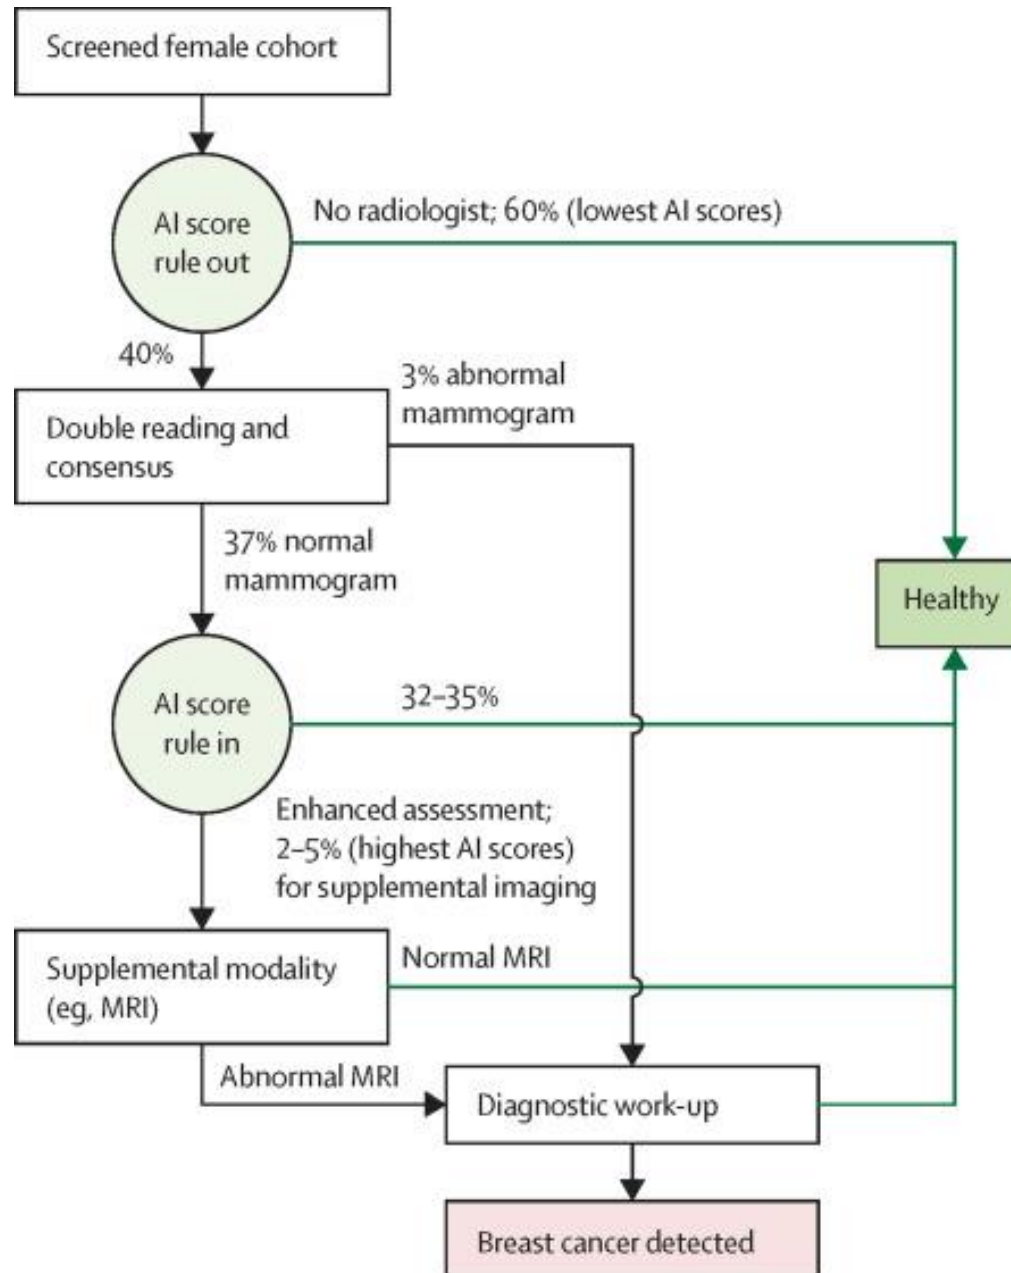 Screened female cohort
AI score
rule out
No radiologist; 60% (lowest AI scores)
40%
3% abnormal
mammogram
Double reading and
consensus
37% normal
mammogram
Healthy
AI score
rule in
32–35%
Enhanced assessment;
2–5% (highest AI scores)
for supplemental imaging
Supplemental modality
(eg, MRI)
Normal MRI
Abnormal MRI
Diagnostic work-up
Breast cancer detected